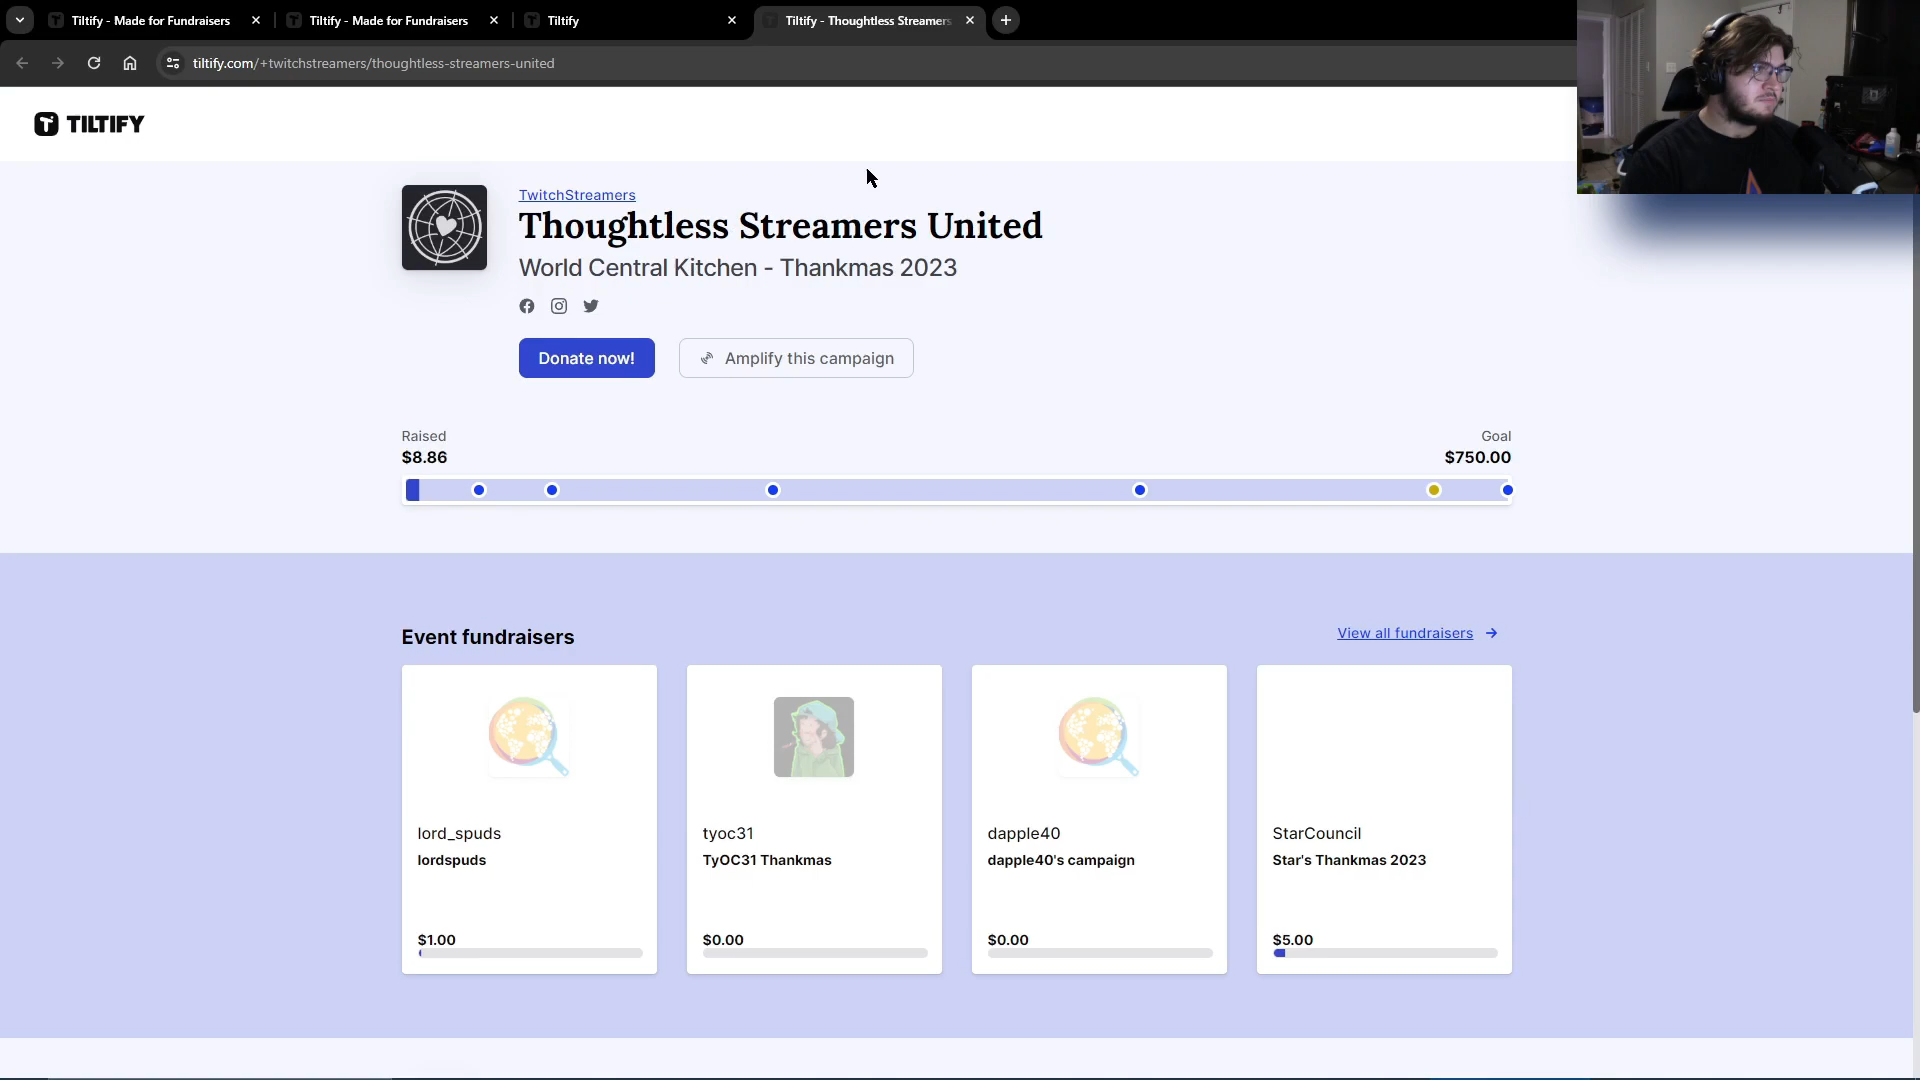 Tiltify - Made for Fundraisers
Tiltify - Made for Fundraisers
Tiltify
Tiltify - Thoughtless Streamers
tiltify.com/+twitchstreamers/thoughtless-streamers-united
TILTIFY
TwitchStreamers
Thoughtless Streamers United
World Central Kitchen - Thankmas 2023
Donate now!
Amplify this campaign
Raised
Goal
$8.86
$750.00
Event fundraisers
View all fundraisers
lord_spuds
lordspuds
$1.00
tyoc31
TyOC31 Thankmas
$0.00
dapple40
dapple40's campaign
$0.00
StarCouncil
Star's Thankmas 2023
$5.00